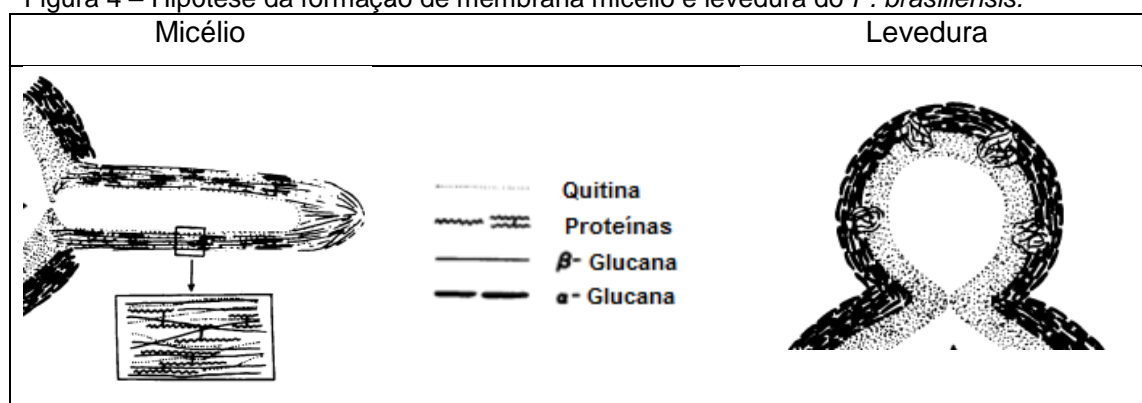 Figura 4 – Hipótese da formação de membrana micélio e levedura do P. brasiliensis.
Micélio
Levedura
Quitina
Proteínas
β- Glucana
α- Glucana